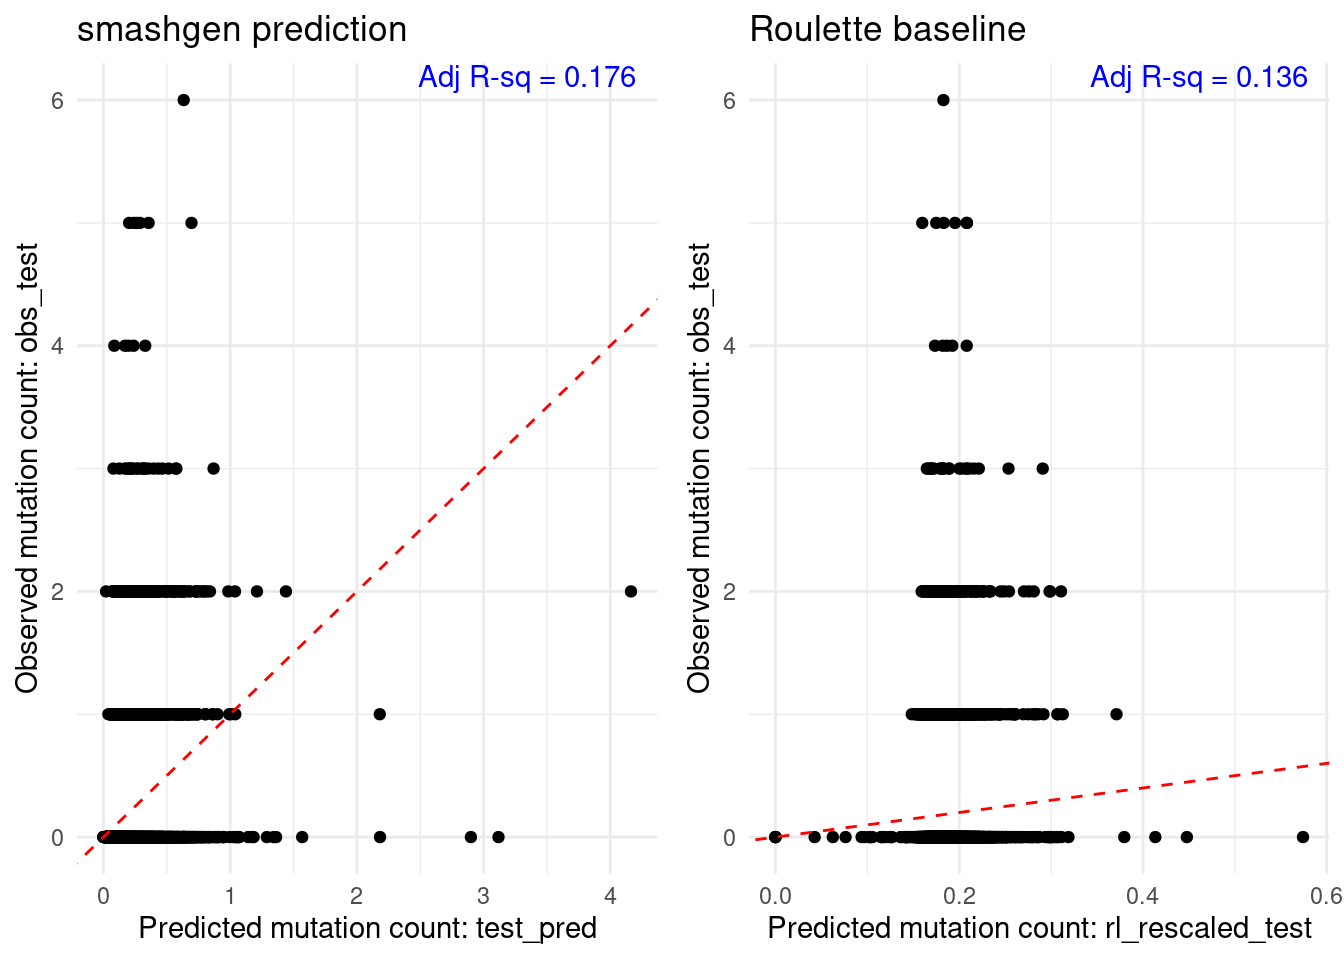 smashgen prediction
Adj R-sq = 0.176
6
4
2
0
Observed mutation count: obs_test
0
1
2
3
4
Predicted mutation count: test_pred
Roulette baseline
Adj R-sq = 0.136
6
4
2
0
Observed mutation count: obs_test
0.0
0.2
0.4
0.6
Predicted mutation count: rl_rescaled_test